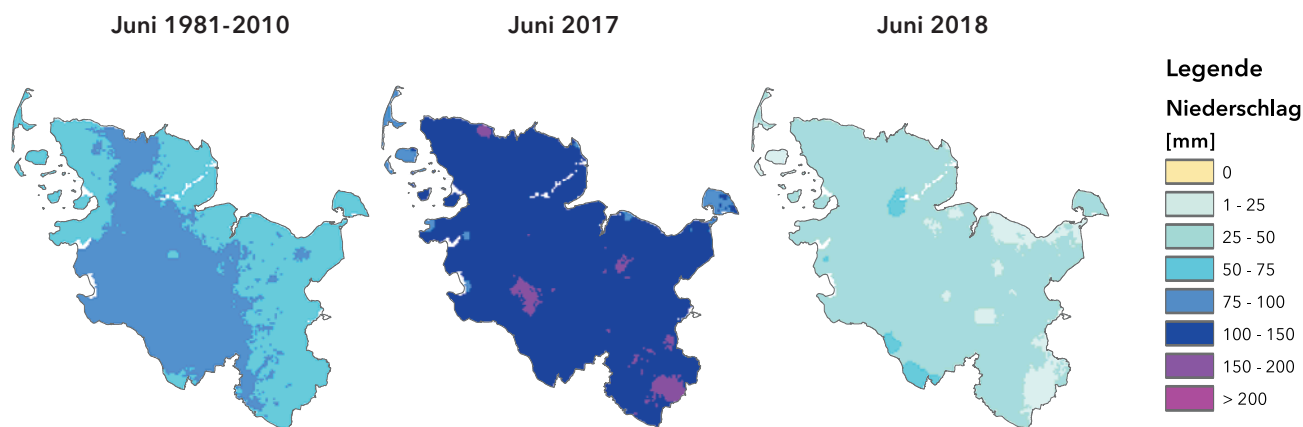 Juni 1981-2010
Juni 2017
Juni 2018
Legende
Niederschlag
[mm]
0
1 - 25
25 - 50
50 - 75
75 - 100
100 - 150
150 - 200
> 200